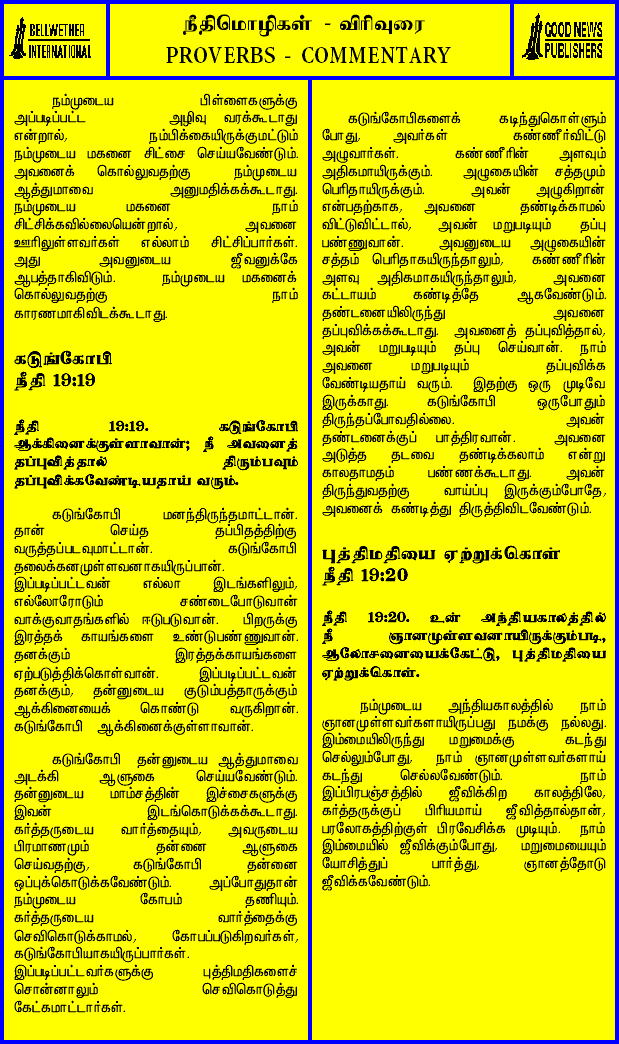 BELLWETHER
INTERNATIONAL
நீதிமொழிகள் - விரிவுரை
PROVERBS - COMMENTARY
GOOD NEWS
PUBLISHERS
நம்முடைய பிள்ளைகளுக்கு
அப்படிப்பட்ட அழிவு வரக்கூடாது
என்றால், நம்பிக்கையிருக்குமட்டும்
நம்முடைய மகனை சிட்சை செய்யவேண்டும்.
அவனைக் கொல்லுவதற்கு நம்முடைய
ஆத்துமாவை அனுமதிக்கக்கூடாது.
நம்முடைய மகனை நாம்
சிட்சிக்கவில்லையென்றால், அவனை
ஊரிலுள்ளவர்கள் எல்லாம் சிட்சிப்பார்கள்.
அது அவனுடைய ஜீவனுக்கே
ஆபத்தாகிவிடும். நம்முடைய மகனைக்
கொல்லுவதற்கு நாம்
காரணமாகிவிடக்கூடாது.
கடுங்கோபி
நீதி 19:19
நீதி 19:19. கடுங்கோபி
ஆக்கினைக்குள்ளாவான்; நீ அவனைத்
தப்புவித்தால் திரும்பவும்
தப்புவிக்கவேண்டியதாய் வரும்.
கடுங்கோபி மனந்திருந்தமாட்டான்.
தான் செய்த தப்பிதத்திற்கு
வருத்தப்படவுமாட்டான். கடுங்கோபி
தலைக்கனமுள்ளவனாகயிருப்பான்.
இப்படிப்பட்டவன் எல்லா இடங்களிலும்,
எல்லோரோடும் சண்டைபோடுவான்
வாக்குவாதங்களில் ஈடுபடுவான். பிறருக்கு
இரத்தக் காயங்களை உண்டுபண்ணுவான்.
தனக்கும் இரத்தக்காயங்களை
ஏற்படுத்திக்கொள்வான். இப்படிப்பட்டவன்
தனக்கும், தன்னுடைய குடும்பத்தாருக்கும்
ஆக்கினையைக் கொண்டு வருகிறான்.
கடுங்கோபி ஆக்கினைக்குள்ளாவான்.
கடுங்கோபி தன்னுடைய ஆத்துமாவை
அடக்கி ஆளுகை செய்யவேண்டும்.
தன்னுடைய மாம்சத்தின் இச்சைகளுக்கு
இவன் இடங்கொடுக்கக்கூடாது.
கர்த்தருடைய வார்த்தையும், அவருடைய
பிரமாணமும் தன்னை ஆளுகை
செய்வதற்கு, கடுங்கோபி தன்னை
ஒப்புக்கொடுக்கவேண்டும். அப்போதுதான்
நம்முடைய கோபம் தணியும்.
கர்த்தருடைய வார்த்தைக்கு
செவிகொடுக்காமல், கோபப்படுகிறவர்கள்,
கடுங்கோபியாகயிருப்பார்கள்.
இப்படிப்பட்டவர்களுக்கு புத்திமதிகளைச்
சொன்னாலும் செவிகொடுத்து
கேட்கமாட்டார்கள்.
கடுங்கோபிகளைக் கடிந்துகொள்ளும்
போது, அவர்கள் கண்ணீர்விட்டு
அழுவார்கள். கண்ணீரின் அளவும்
அதிகமாயிருக்கும். அழுகையின் சத்தமும்
பெரிதாயிருக்கும். அவன் அழுகிறான்
என்பதற்காக, அவனை தண்டிக்காமல்
விட்டுவிட்டால், அவன் மறுபடியும் தப்பு
பண்ணுவான். அவனுடைய அழுகையின்
சத்தம் பெரிதாகயிருந்தாலும், கண்ணீரின்
அளவு அதிகமாகயிருந்தாலும், அவனை
கட்டாயம் கண்டித்தே ஆகவேண்டும்.
தண்டனையிலிருந்து அவனை
தப்புவிக்கக்கூடாது. அவனைத் தப்புவித்தால்,
அவன் மறுபடியும் தப்பு செய்வான். நாம்
அவனை மறுபடியும் தப்புவிக்க
வேண்டியதாய் வரும். இதற்கு ஒரு முடிவே
இருக்காது. கடுங்கோபி ஒருபோதும்
திருந்தப்போவதில்லை. அவன்
தண்டனைக்குப் பாத்திரவான். அவனை
அடுத்த தடவை தண்டிக்கலாம் என்று
காலதாமதம் பண்ணக்கூடாது. அவன்
திருந்துவதற்கு வாய்ப்பு இருக்கும்போதே,
அவனைக் கண்டித்து திருத்திவிடவேண்டும்.
புத்திமதியை ஏற்றுக்கொள்
நீதி 19:20
நீதி 19:20. உன் அந்தியகாலத்தில்
நீ ஞானமுள்ளவனாயிருக்கும்படி,
ஆலோசனையைக்கேட்டு, புத்திமதியை
ஏற்றுக்கொள்.
நம்முடைய அந்தியகாலத்தில் நாம்
ஞானமுள்ளவர்களாயிருப்பது நமக்கு நல்லது.
இம்மையிலிருந்து மறுமைக்கு கடந்து
செல்லும்போது, நாம் ஞானமுள்ளவர்களாய்
கடந்து செல்லவேண்டும். நாம்
இப்பிரபஞ்சத்தில் ஜீவிக்கிற காலத்திலே,
கர்த்தருக்குப் பிரியமாய் ஜீவித்தால்தான்,
பரலோகத்திற்குள் பிரவேசிக்க முடியும். நாம்
இம்மையில் ஜீவிக்கும்போது, மறுமையையும்
யோசித்துப் பார்த்து, ஞானத்தோடு
ஜீவிக்கவேண்டும்.